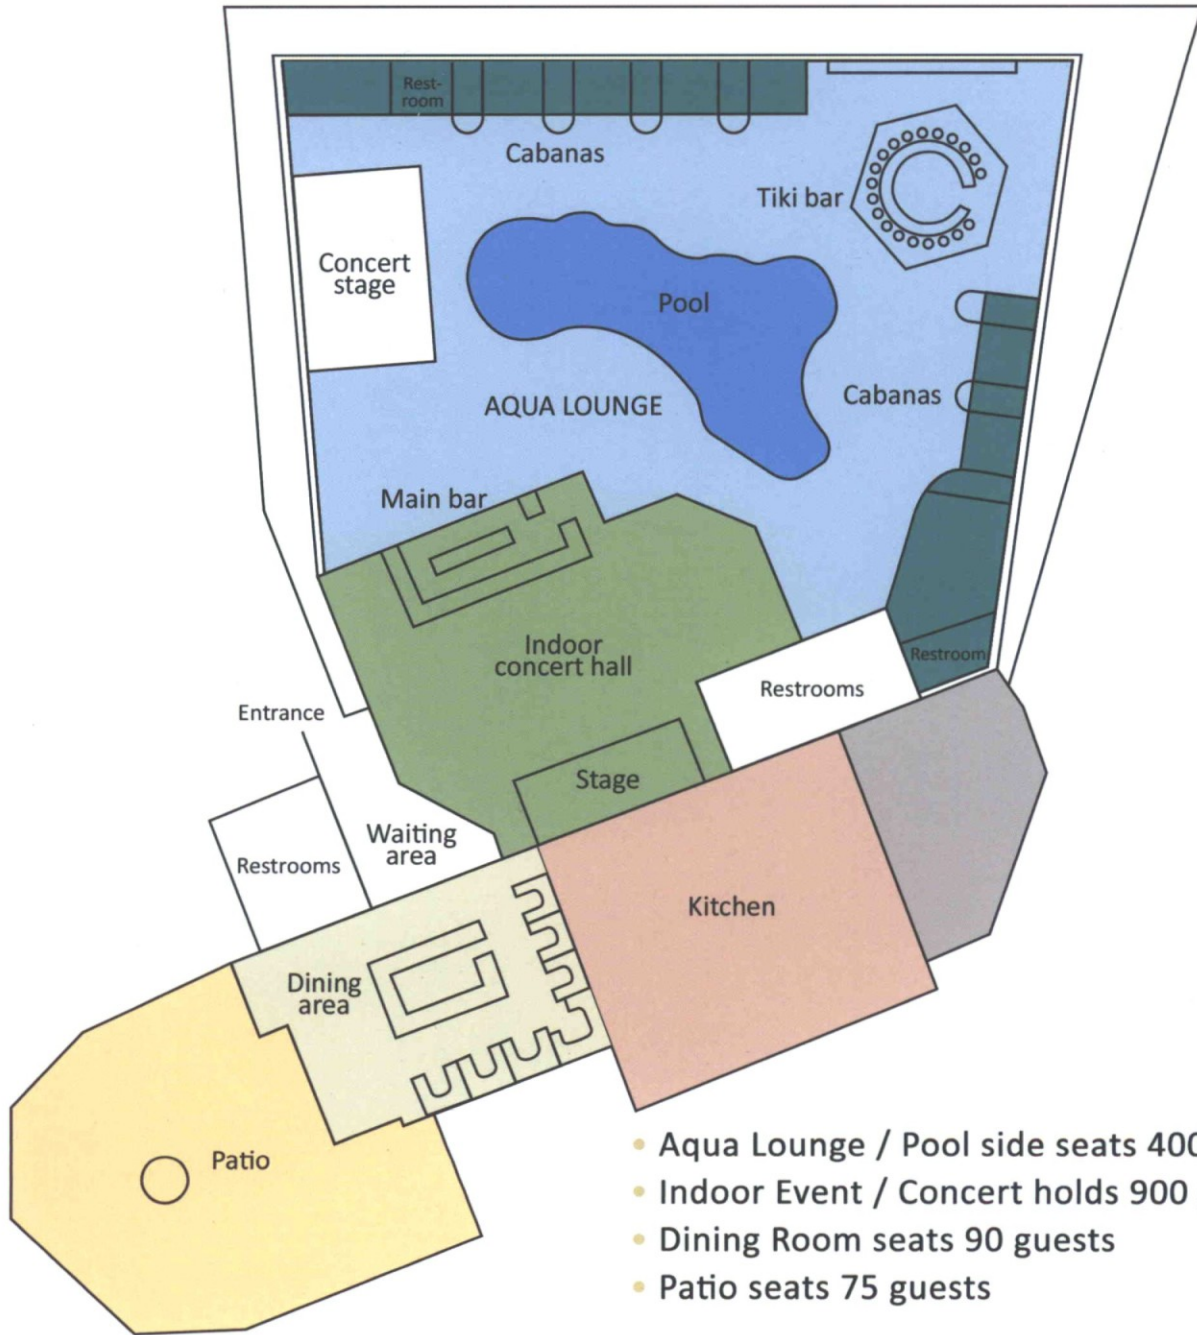 Rest-
room
Cabanas
Tiki bar
Concert
stage
Pool
Cabanas
AQUA LOUNGE
Main bar
Indoor
concert hall
Restroom
Restrooms
Entrance
Stage
Waiting
area
Restrooms
Kitchen
Dining
area
Patio
• Aqua Lounge / Pool side seats 400
• Indoor Event / Concert holds 900
• Dining Room seats 90 guests
• Patio seats 75 guests